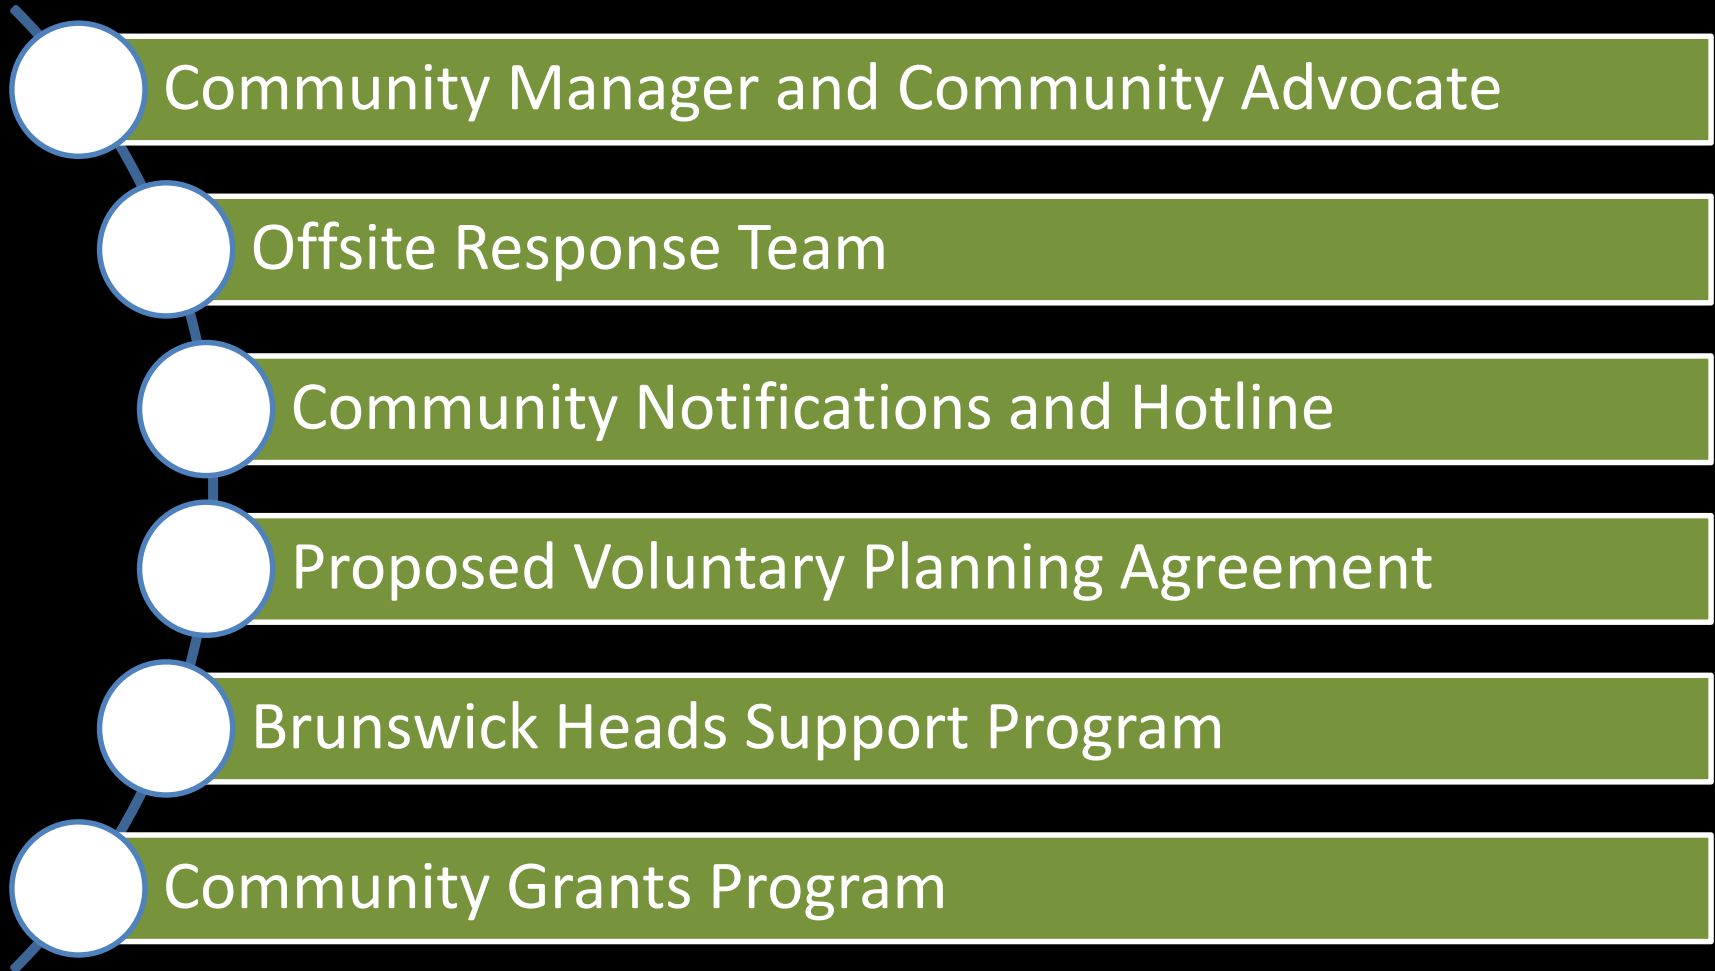 Community Manager and Community Advocate
Offsite Response Team
Community Notifications and Hotline
Proposed Voluntary Planning Agreement
Brunswick Heads Support Program
Community Grants Program